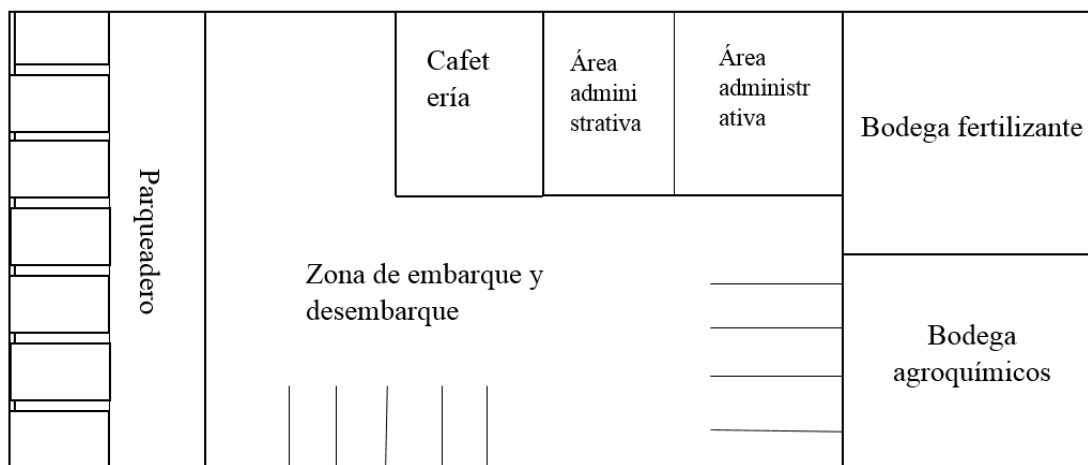 Cafet
ería
Área
admini
strativa
Área
administr
ativa
Bodega fertilizante
Parqueadero
Zona de embarque y
desembarque
Bodega
agroquímicos